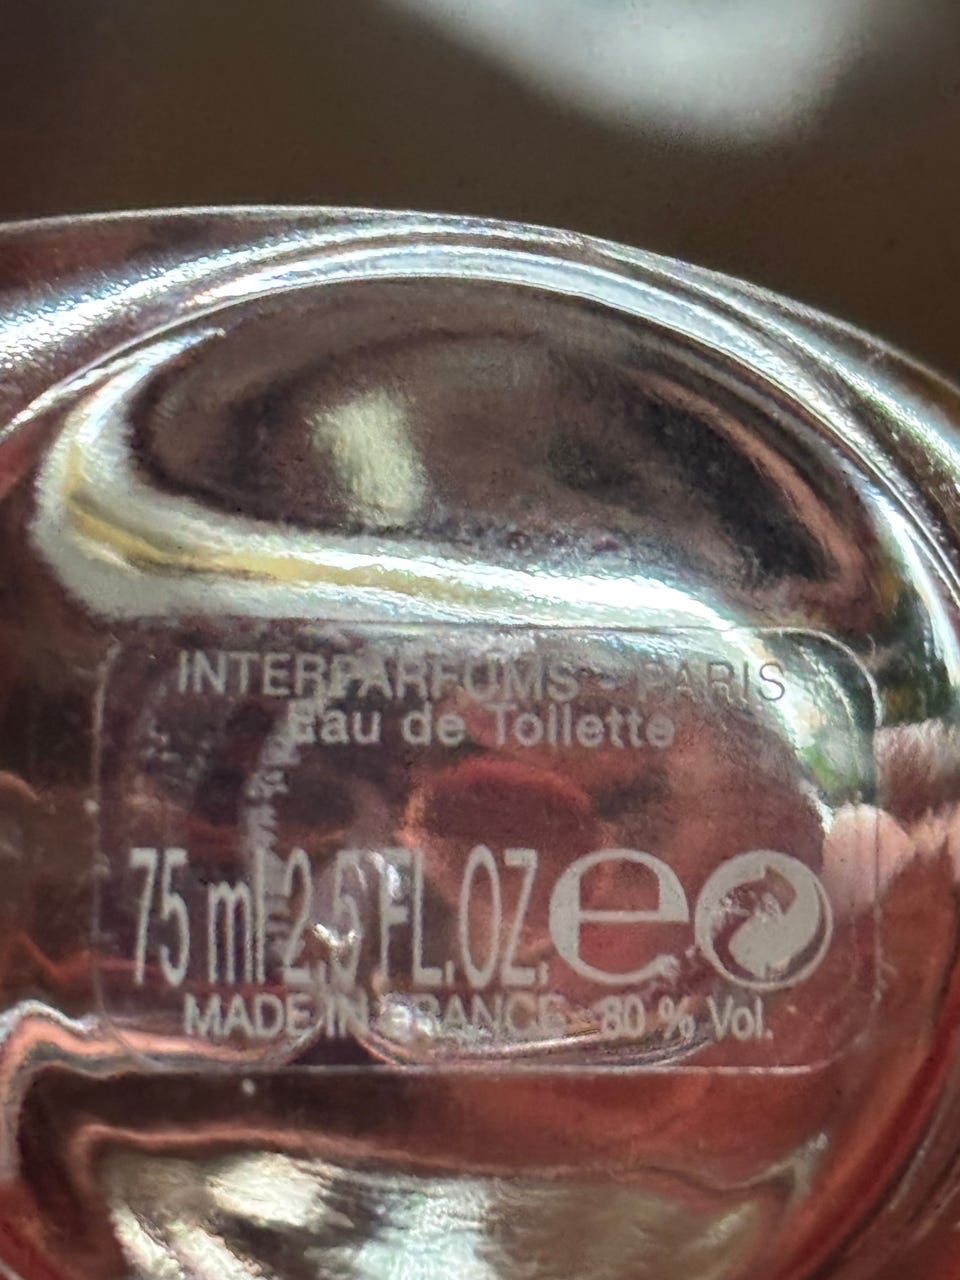 INTERPARFUMS - PARIS
Eau de Toilette
75 ml 2.5 FL.OZ. e
MADE IN FRANCE - 80 % Vol.